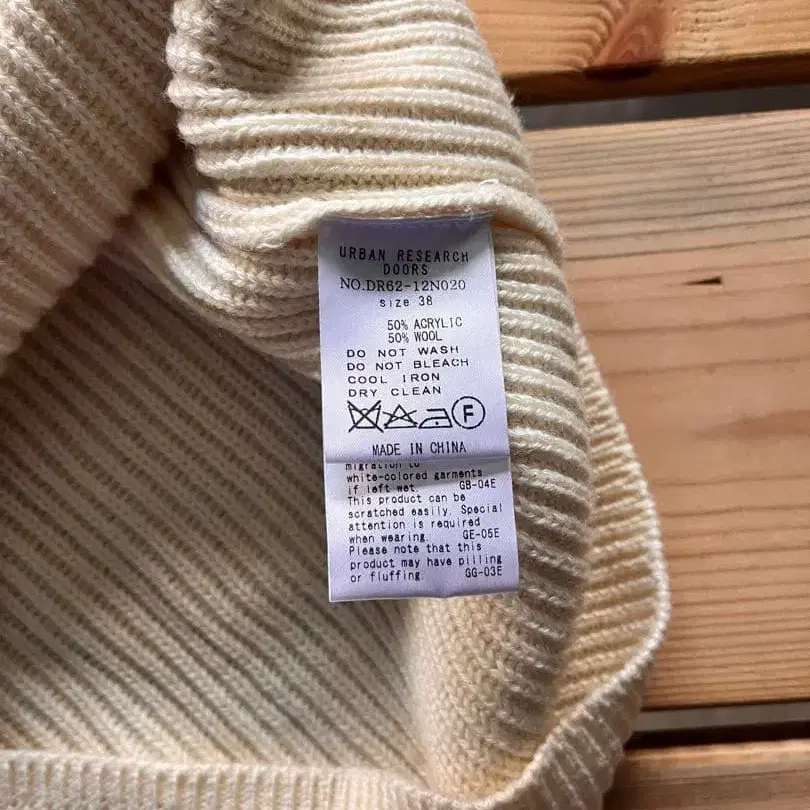 URBAN RESEARCH
DOORS
NO.DR62-12N020
size 38
50% ACRYLIC
50% WOOL
DO NOT WASH
DO NOT BLEACH
COOL IRON
DRY CLEAN
F
MADE IN CHINA
migration to
white-colored garments
if left wet. GB-04E
This product can be
scratched easily. Special
attention is required
when wearing. GE-05E
Please note that this
product may have pilling
or fluffing. GG-03E